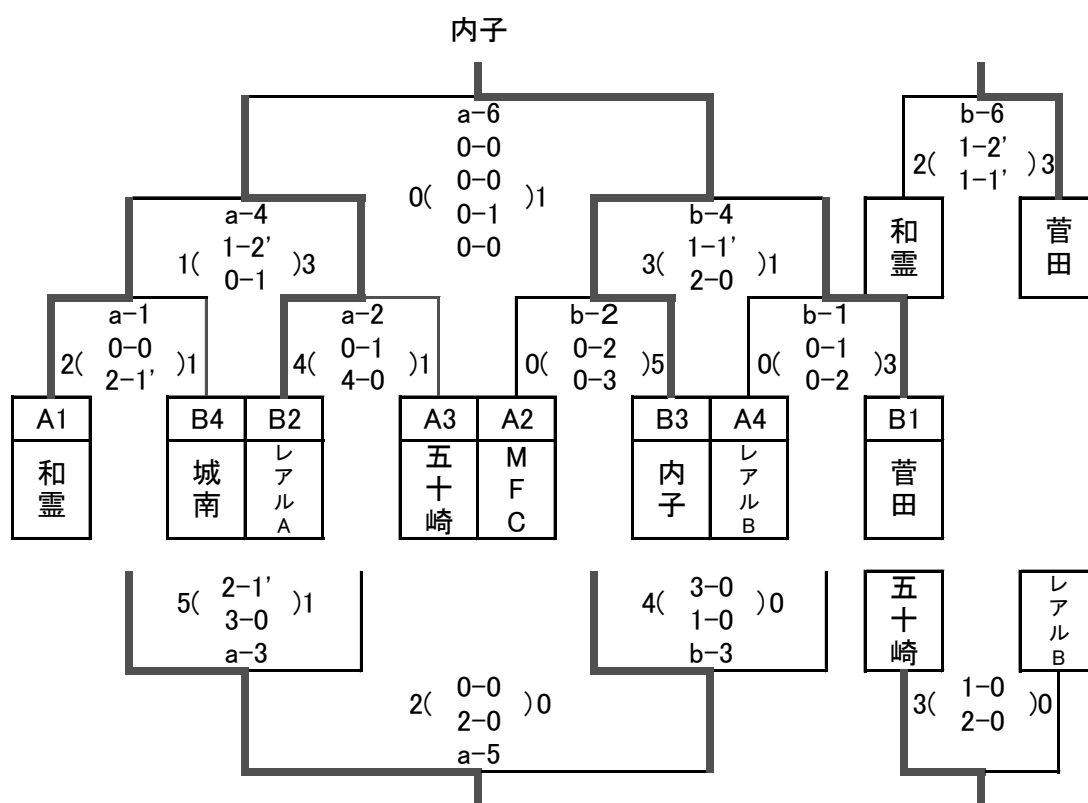 内子
a-6
0-0
0-0
0( )1
0-1
0-0
b-6
1-2'
2( )3
1-1'
和霊 菅田
a-4
1-2'
1( )3
0-1
b-4
1-1'
3( )1
2-0
a-1
0-0
2( )1
2-1'
a-2
0-1
4( )1
4-0
b-2
0-2
0( )5
0-3
b-1
0-1
0( )3
0-2
A1 B4 B2 A3 A2 B3 A4 B1
和霊 城南 レアルA 五十崎 MFC 内子 レアルB 菅田
2-1'
5( )1
3-0
a-3
3-0
4( )0
1-0
b-3
五十崎 レアルB
0-0
2( )0
2-0
a-5
1-0
3( )0
2-0